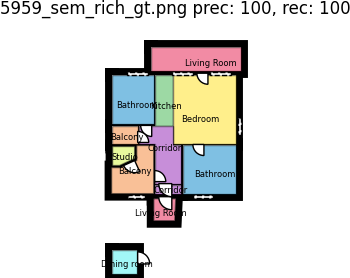 5959_sem_rich_gt.png prec: 100, rec: 100
Living Room
Bathroom
Kitchen
Bedroom
Balcony
Corridor
Studio
Balcony
Bathroom
Corridor
Living Room
Dining room